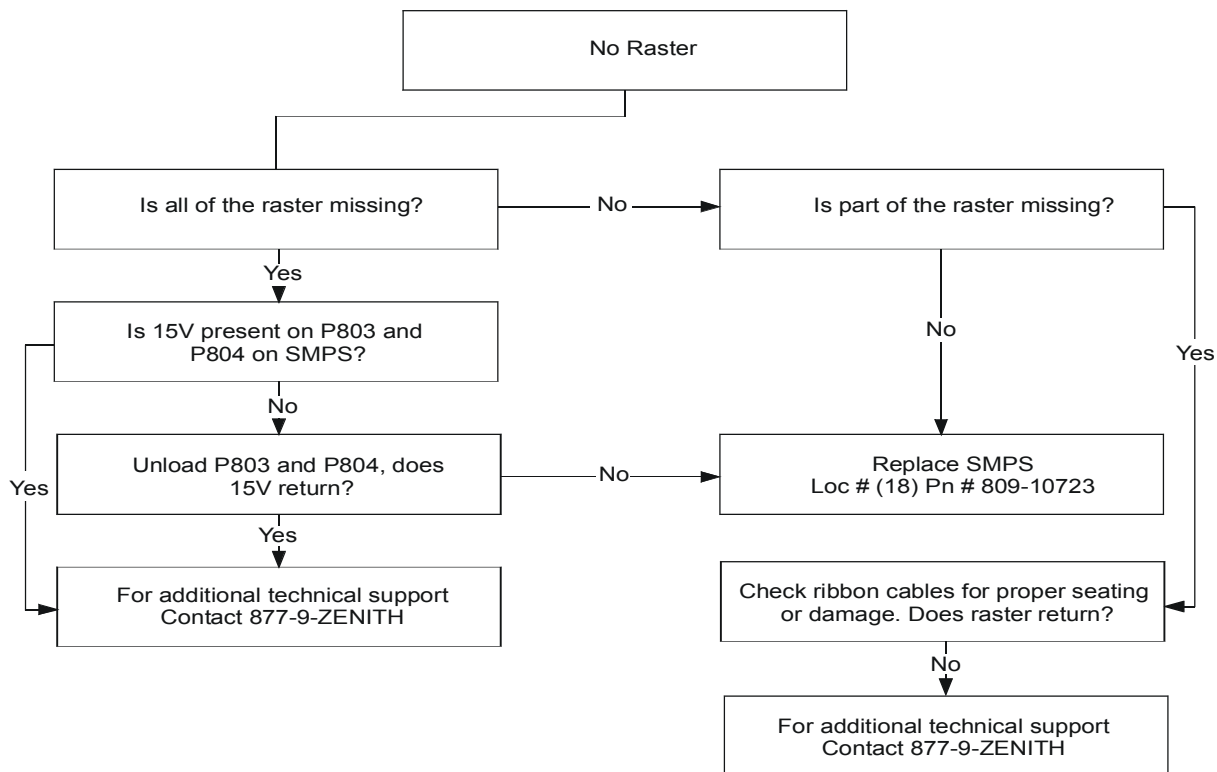 No Raster
Is all of the raster missing?
No
Is part of the raster missing?
Yes
Is 15V present on P803 and
P804 on SMPS?
No
Yes
No
Unload P803 and P804, does
15V return?
No
Replace SMPS
Loc # (18) Pn # 809-10723
Yes
Yes
For additional technical support
Contact 877-9-ZENITH
Check ribbon cables for proper seating
or damage. Does raster return?
No
For additional technical support
Contact 877-9-ZENITH